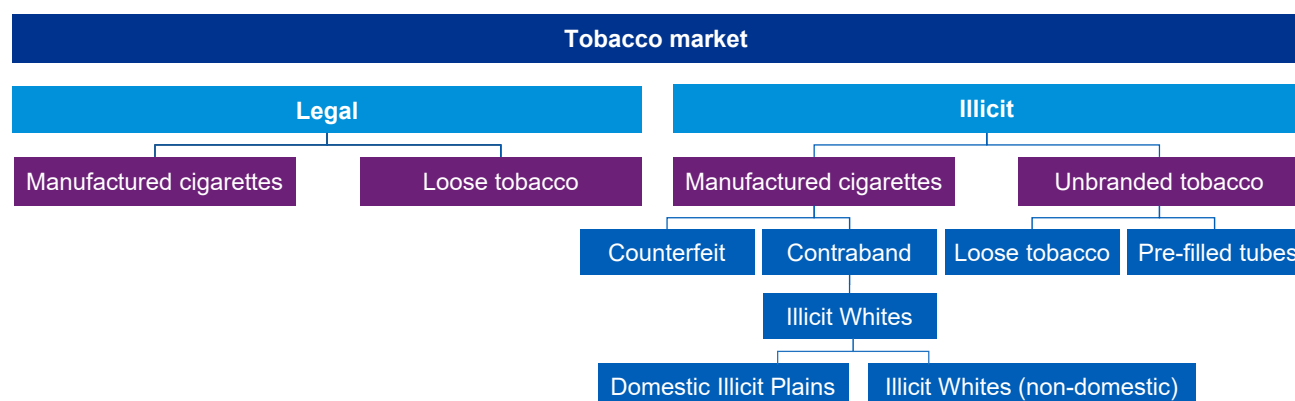 Tobacco market
Legal
Illicit
Manufactured cigarettes
Loose tobacco
Manufactured cigarettes
Unbranded tobacco
Counterfeit
Contraband
Loose tobacco
Pre-filled tubes
Illicit Whites
Domestic Illicit Plains
Illicit Whites (non-domestic)